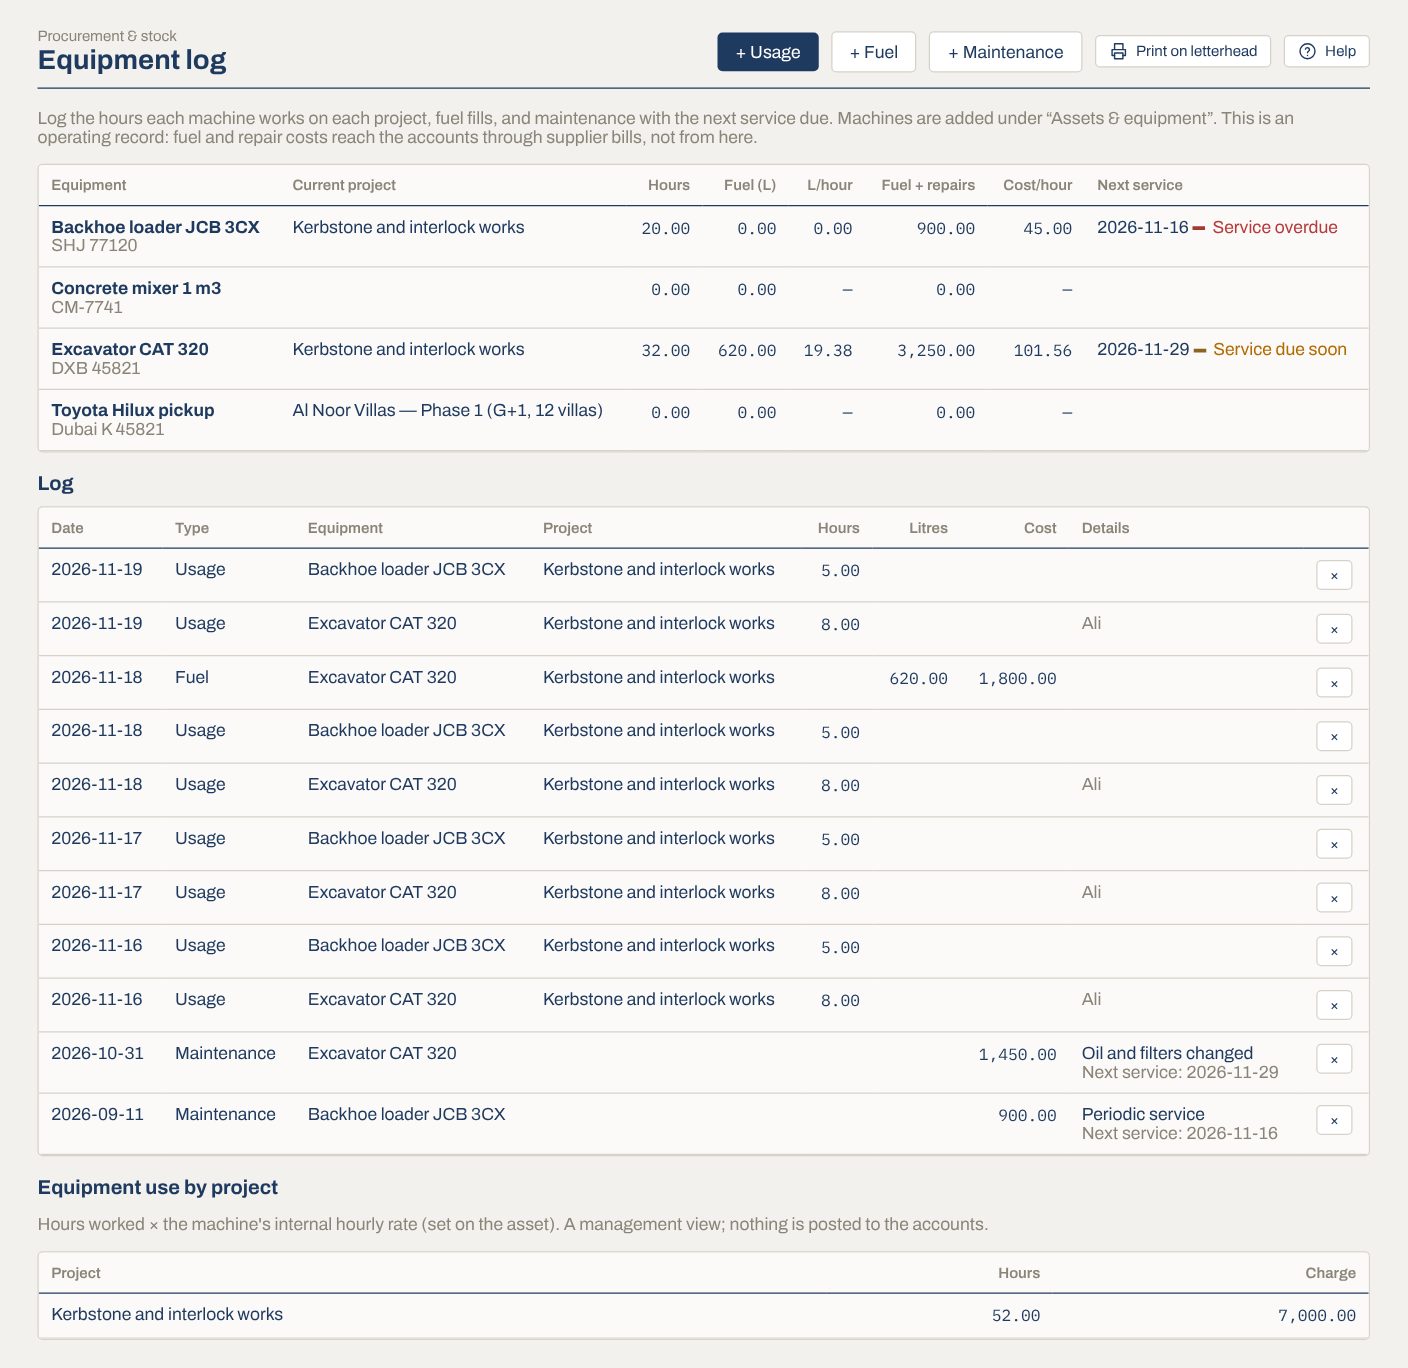 Procurement & stock
Equipment log
+ Usage
+ Fuel
+ Maintenance
Print on letterhead
Help
Log the hours each machine works on each project, fuel fills, and maintenance with the next service due. Machines are added under “Assets & equipment”. This is an
operating record: fuel and repair costs reach the accounts through supplier bills, not from here.
Equipment Current project Hours Fuel (L) L/hour Fuel + repairs Cost/hour Next service
Backhoe loader JCB 3CX Kerbstone and interlock works 20.00 0.00 0.00 900.00 45.00 2026-11-16 Service overdue
SHJ 77120
Concrete mixer 1 m3 0.00 0.00 — 0.00 —
CM-7741
Excavator CAT 320 Kerbstone and interlock works 32.00 620.00 19.38 3,250.00 101.56 2026-11-29 Service due soon
DXB 45821
Toyota Hilux pickup Al Noor Villas — Phase 1 (G+1, 12 villas) 0.00 0.00 — 0.00 —
Dubai K 45821
Log
Date Type Equipment Project Hours Litres Cost Details
2026-11-19 Usage Backhoe loader JCB 3CX Kerbstone and interlock works 5.00 ×
2026-11-19 Usage Excavator CAT 320 Kerbstone and interlock works 8.00 Ali ×
2026-11-18 Fuel Excavator CAT 320 Kerbstone and interlock works 620.00 1,800.00 ×
2026-11-18 Usage Backhoe loader JCB 3CX Kerbstone and interlock works 5.00 ×
2026-11-18 Usage Excavator CAT 320 Kerbstone and interlock works 8.00 Ali ×
2026-11-17 Usage Backhoe loader JCB 3CX Kerbstone and interlock works 5.00 ×
2026-11-17 Usage Excavator CAT 320 Kerbstone and interlock works 8.00 Ali ×
2026-11-16 Usage Backhoe loader JCB 3CX Kerbstone and interlock works 5.00 ×
2026-11-16 Usage Excavator CAT 320 Kerbstone and interlock works 8.00 Ali ×
2026-10-31 Maintenance Excavator CAT 320 1,450.00 Oil and filters changed ×
Next service: 2026-11-29
2026-09-11 Maintenance Backhoe loader JCB 3CX 900.00 Periodic service ×
Next service: 2026-11-16
Equipment use by project
Hours worked × the machine's internal hourly rate (set on the asset). A management view; nothing is posted to the accounts.
Project Hours Charge
Kerbstone and interlock works 52.00 7,000.00